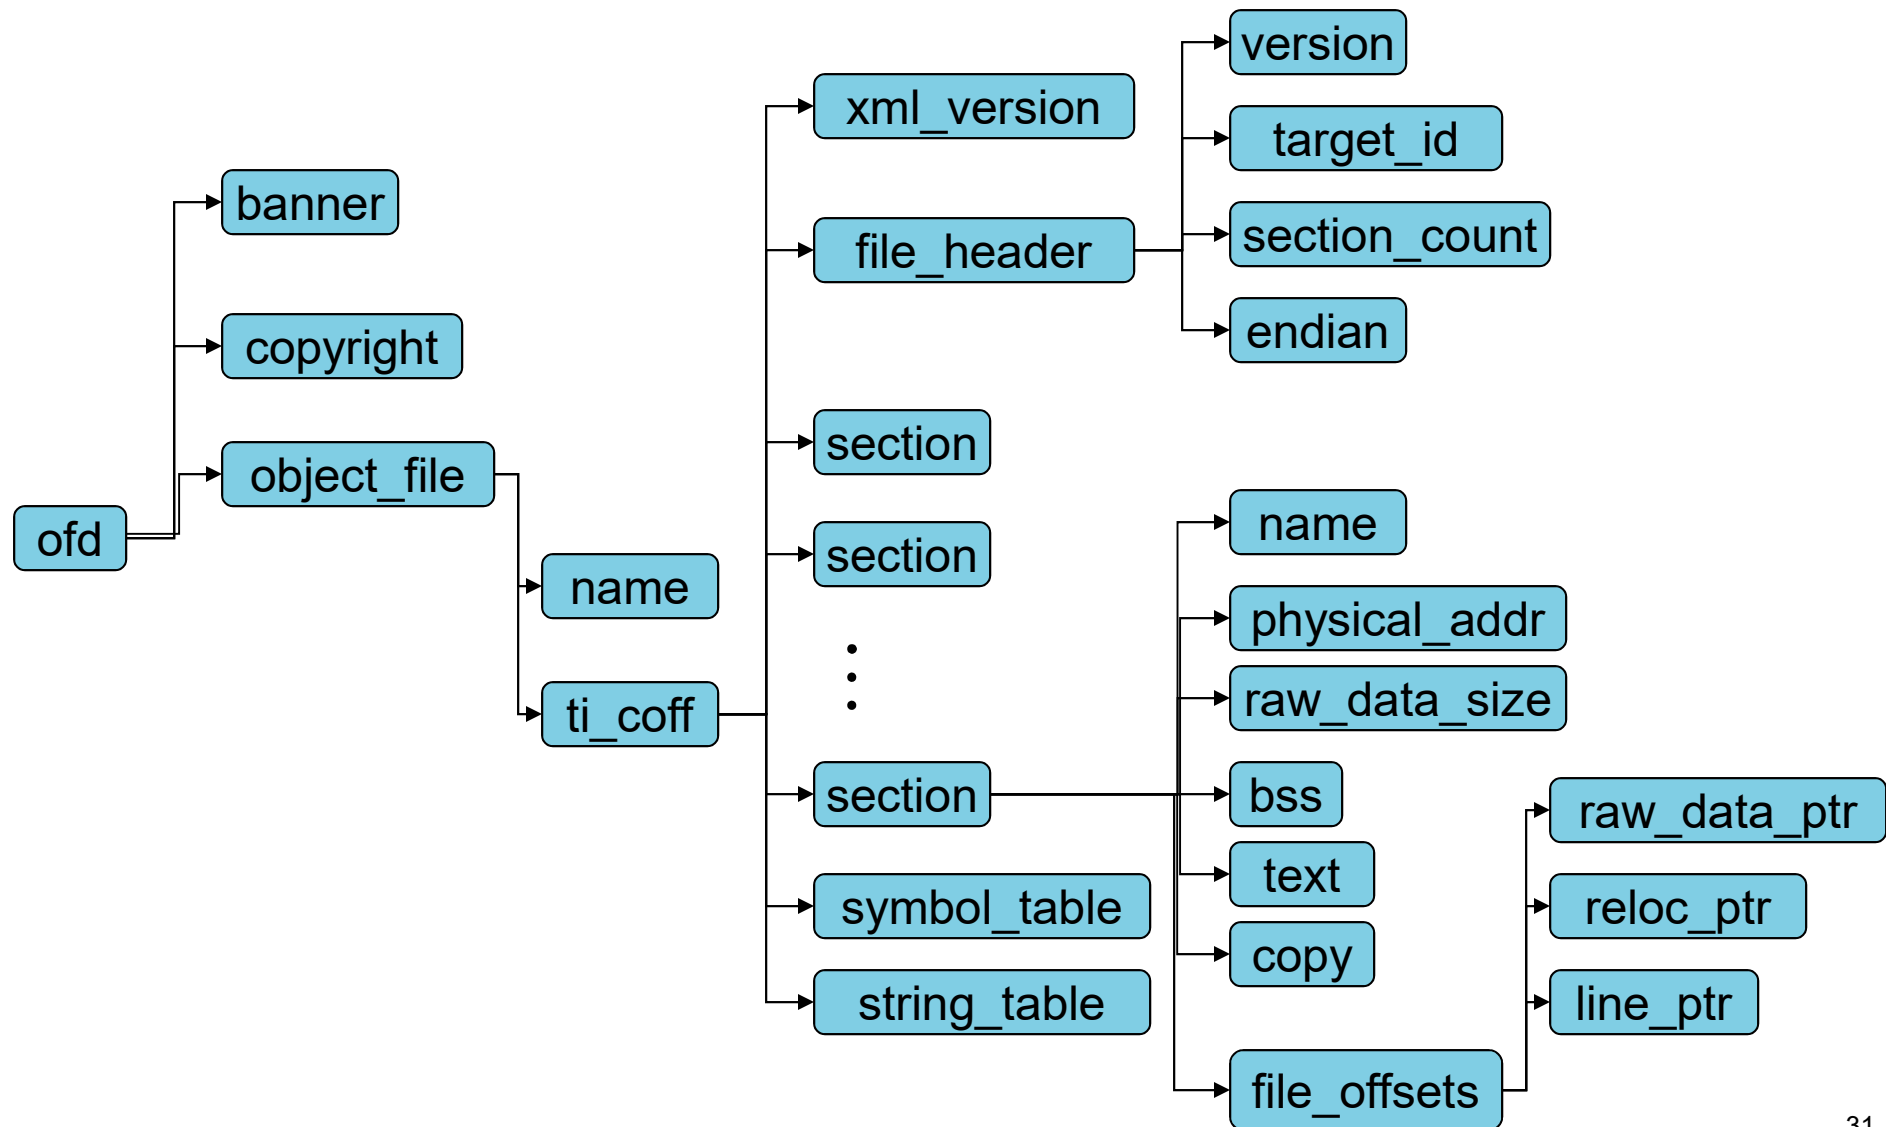 ofd
banner
copyright
object_file
name
ti_coff
xml_version
file_header
section
section
section
symbol_table
string_table
version
target_id
section_count
endian
name
physical_addr
raw_data_size
bss
text
copy
file_offsets
raw_data_ptr
reloc_ptr
line_ptr
31